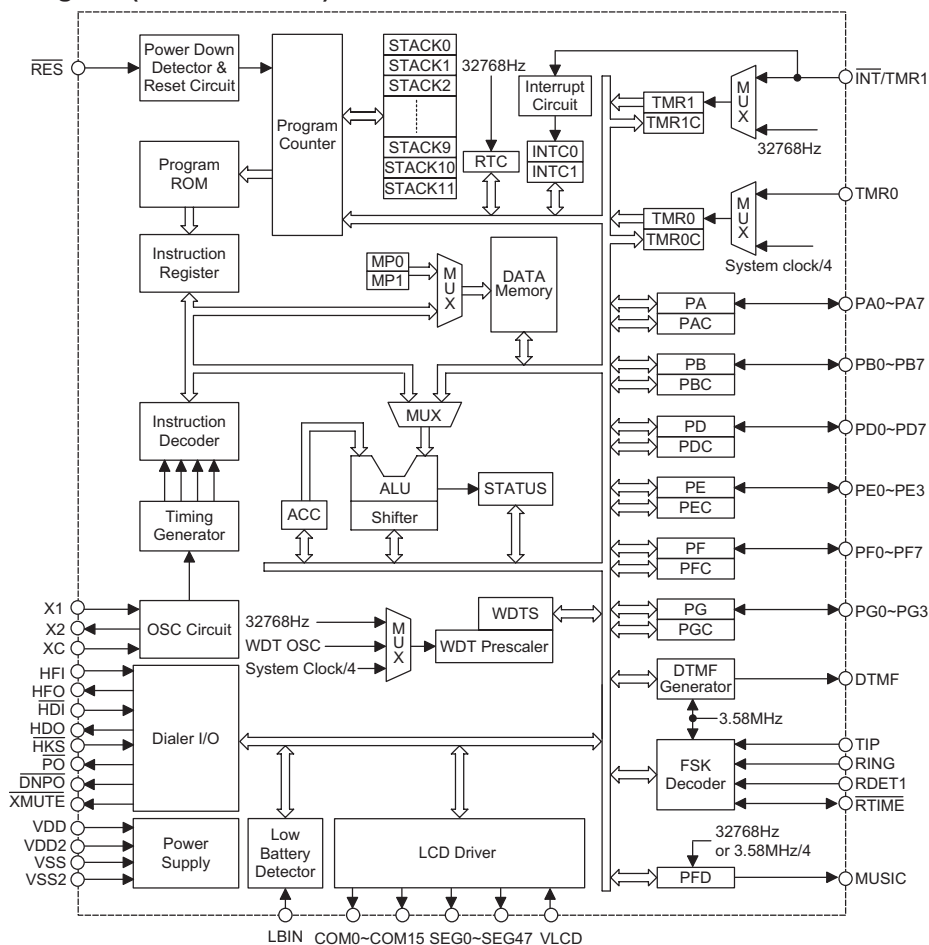 RES
Power Down
Detector &
Reset Circuit
Program
Counter
STACK0
STACK1
STACK2
STACK9
STACK10
STACK11
32768Hz
RTC
Interrupt
Circuit
INTC0
INTC1
TMR1
TMR1C
MUX
INT/TMR1
32768Hz
Program
ROM
TMR0
TMR0C
MUX
TMR0
System clock/4
Instruction
Register
MP0
MP1
MUX
DATA
Memory
PA
PAC
PA0~PA7
PB
PBC
PB0~PB7
MUX
Instruction
Decoder
PD
PDC
PD0~PD7
ALU
Shifter
STATUS
ACC
PE
PEC
PE0~PE3
Timing
Generator
PF
PFC
PF0~PF7
X1
X2
XC
OSC Circuit
32768Hz
WDT OSC
System Clock/4
MUX
WDTS
WDT Prescaler
PG
PGC
PG0~PG3
HFI
HFO
HDI
HDO
HKS
PO
DNPO
XMUTE
Dialer I/O
DTMF
Generator
DTMF
3.58MHz
FSK
Decoder
TIP
RING
RDET1
RTIME
VDD
VDD2
VSS
VSS2
Power
Supply
Low
Battery
Detector
LCD Driver
32768Hz
or 3.58MHz/4
PFD
MUSIC
LBIN
COM0~COM15
SEG0~SEG47
VLCD